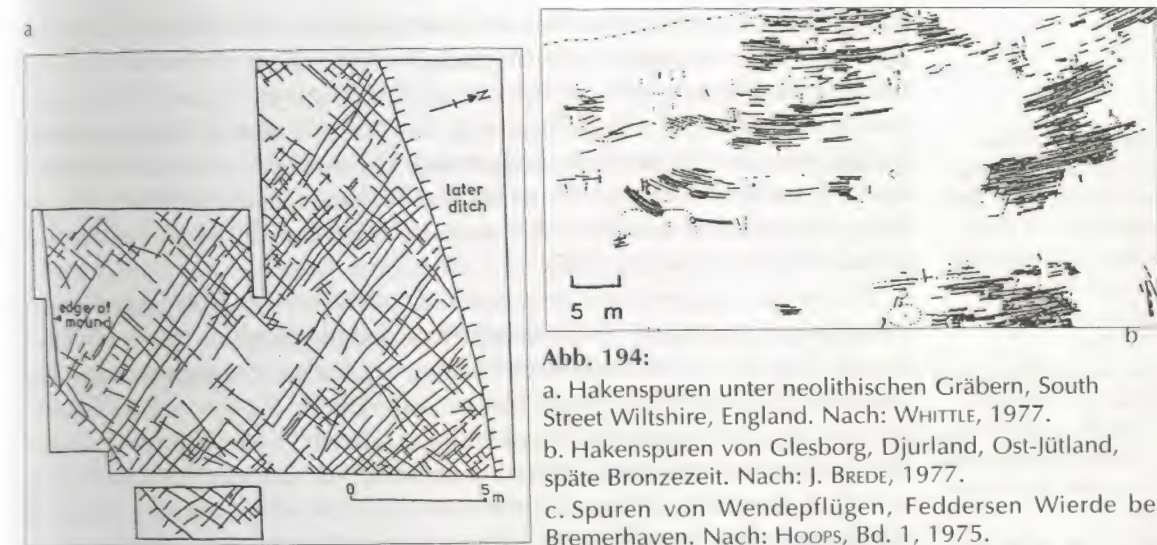 a
N
later
ditch
edge of
mound
0 5 m
5 m
b
Abb. 194:
a. Hakenspuren unter neolithischen Gräbern, South
Street Wiltshire, England. Nach: WHITTLE, 1977.
b. Hakenspuren von Glesborg, Djurland, Ost-Jütland,
späte Bronzezeit. Nach: J. BREDE, 1977.
c. Spuren von Wendepflügen, Feddersen Wierde be
Bremerhaven. Nach: HOOPS, Bd. 1, 1975.